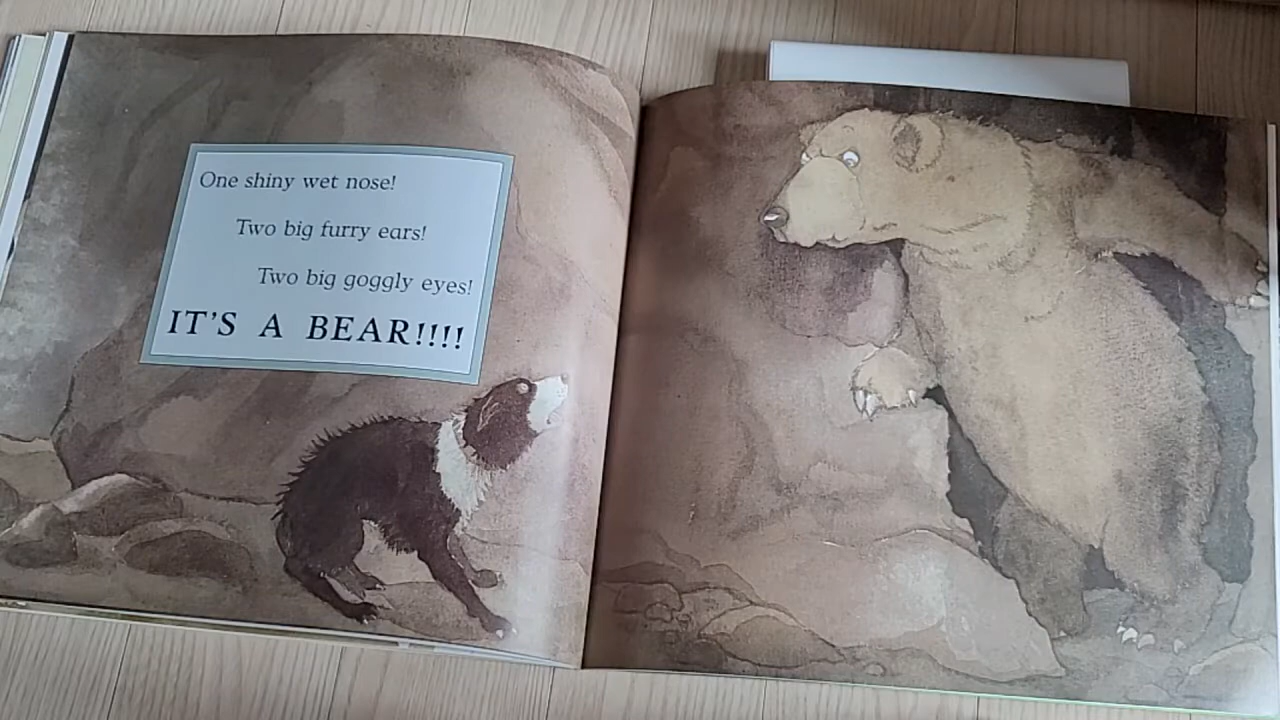 One shiny wet nose!
Two big furry ears!
Two big goggly eyes!
IT'S A BEAR!!!!